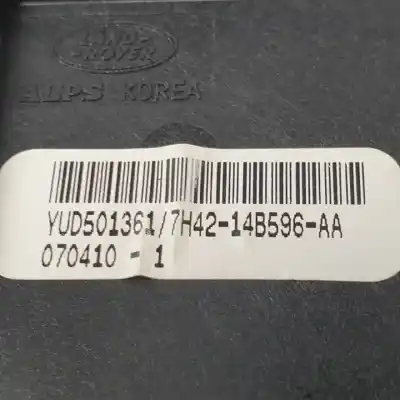 LAND-
ROVER
ALPS KOREA
YUD501361/7H42-14B596-AA
070410 - 1